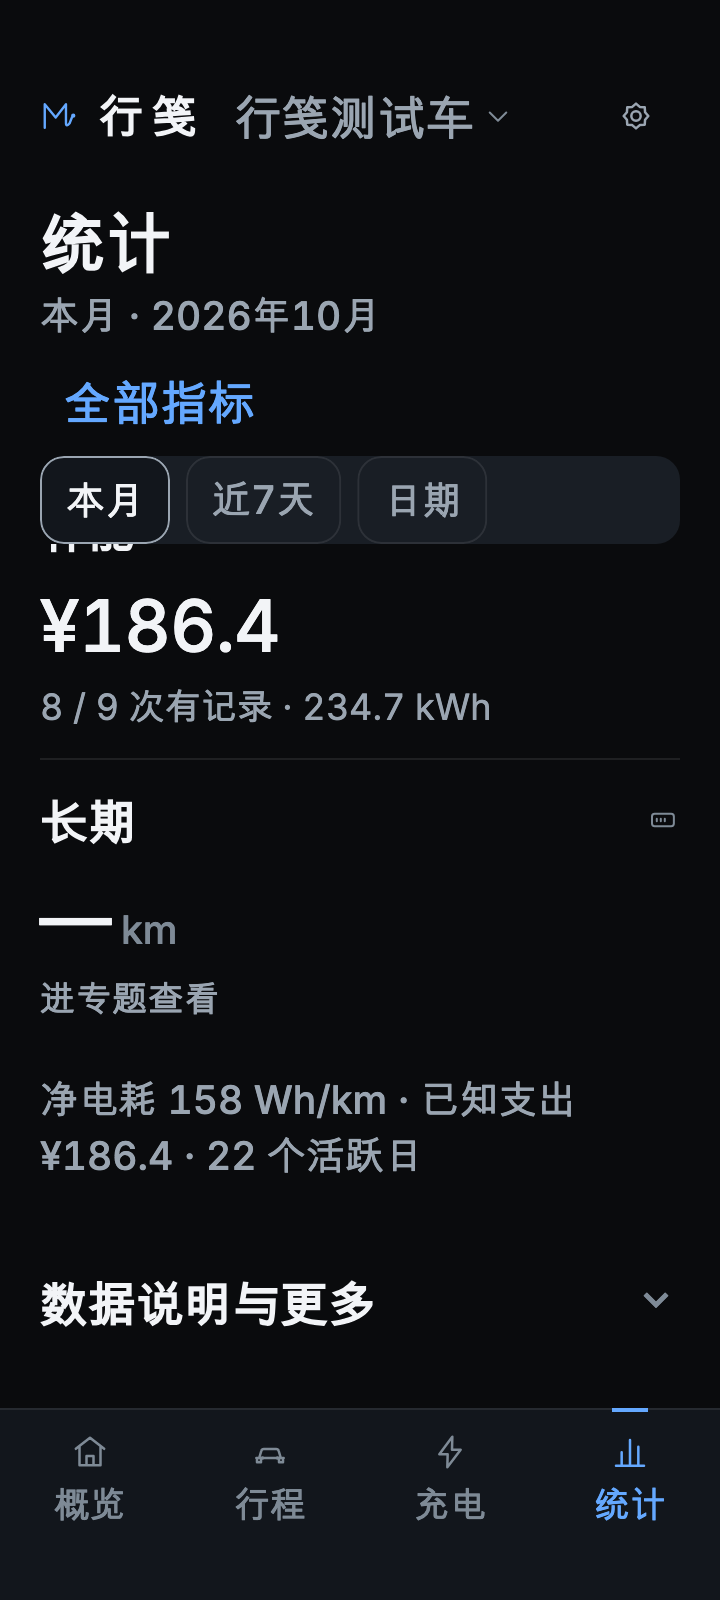 行笺 行笺测试车
统计
本月 · 2026年10月
全部指标
本月 近7天 日期
¥186.4
8 / 9 次有记录 · 234.7 kWh
长期
— km
进专题查看
净电耗 158 Wh/km · 已知支出
¥186.4 · 22 个活跃日
数据说明与更多
概览 行程 充电 统计